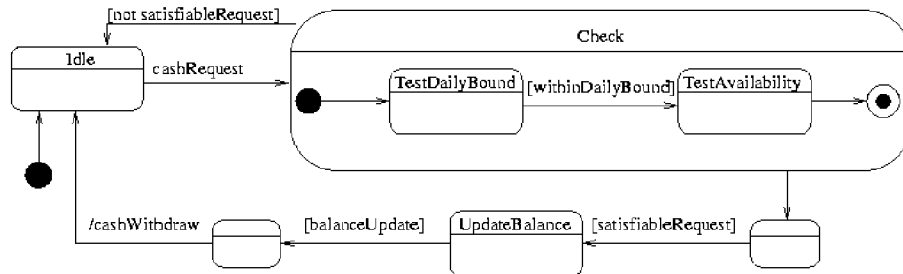 [not satisfiableRequest]
Check
Idle
cashRequest
TestDailyBound
[withinDailyBound]
TestAvailability
/cashWithdraw
[balanceUpdate]
UpdateBalance
[satisfiableRequest]